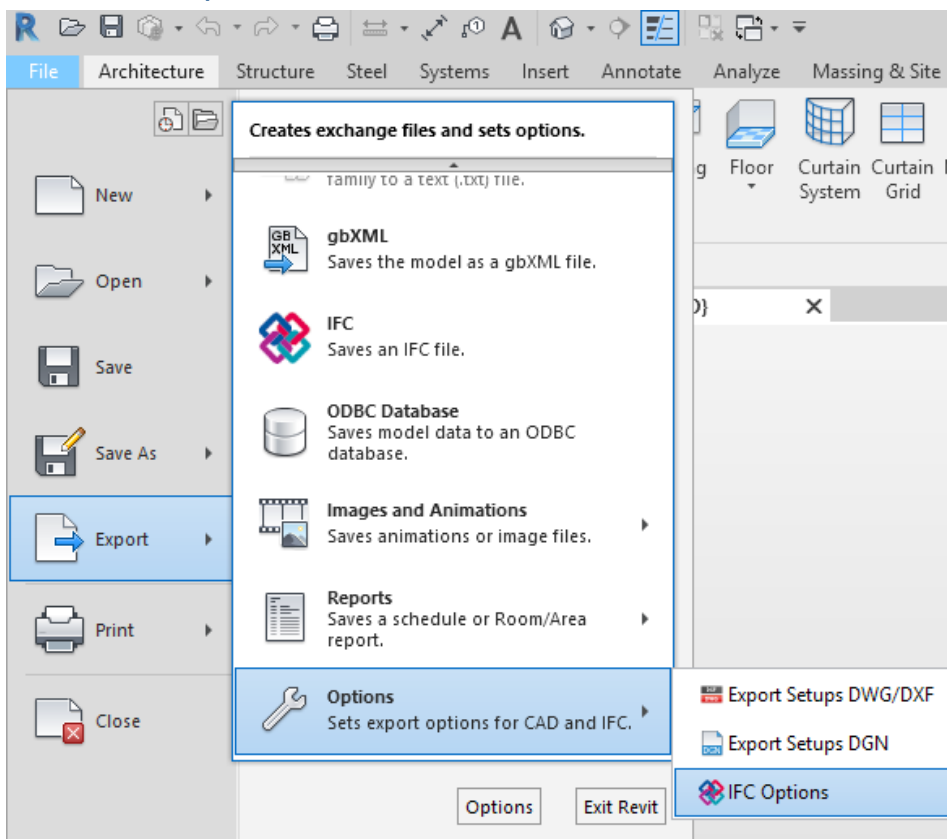 File Architecture Structure Steel Systems Insert Annotate Analyze Massing & Site
Creates exchange files and sets options.
family to a text (.txt) file.
g Floor Curtain Curtain
System Grid
New
gbXML
Saves the model as a gbXML file.
Open
IFC
Saves an IFC file.
Save
ODBC Database
Saves model data to an ODBC
database.
Save As
Images and Animations
Saves animations or image files.
Export
Reports
Saves a schedule or Room/Area
report.
Print
Options
Sets export options for CAD and IFC.
Close
Export Setups DWG/DXF
Export Setups DGN
IFC Options
Options Exit Revit